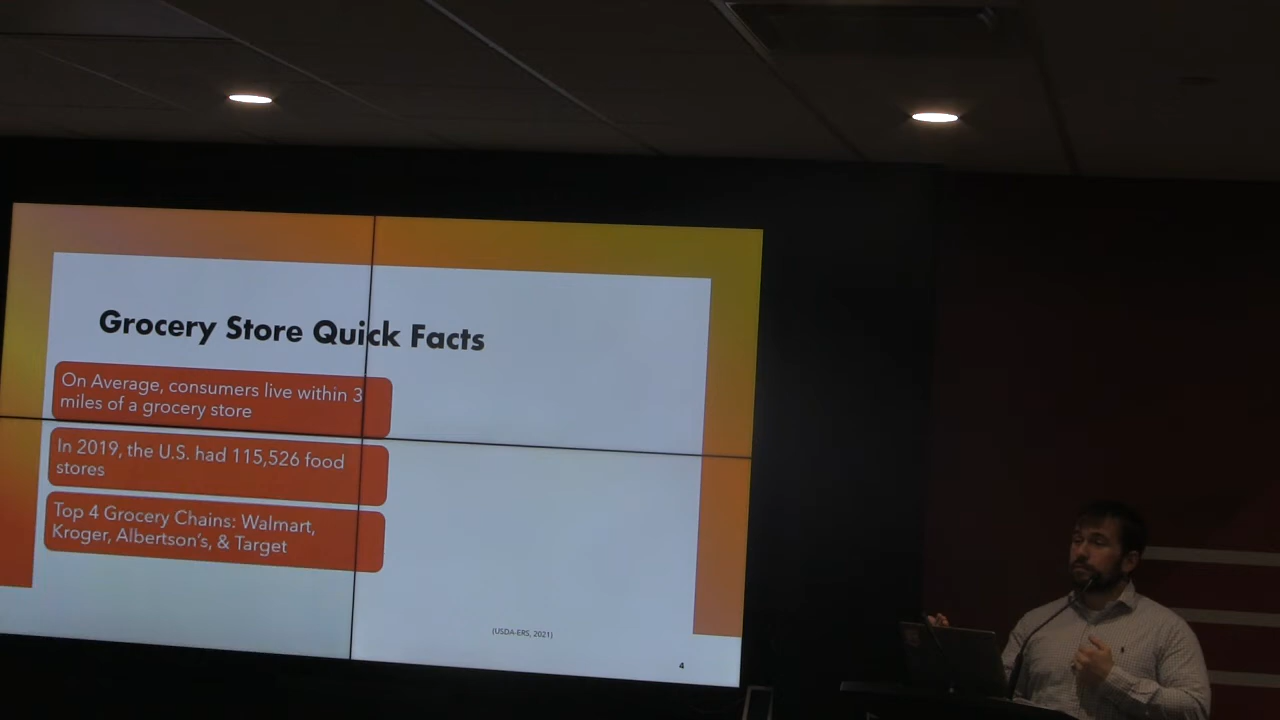 Grocery Store Quick Facts
On Average, consumers live within 3
miles of a grocery store
In 2019, the U.S. had 115,526 food
stores
Top 4 Grocery Chains: Walmart,
Kroger, Albertson's, & Target
(USDA-ERS, 2021)
4